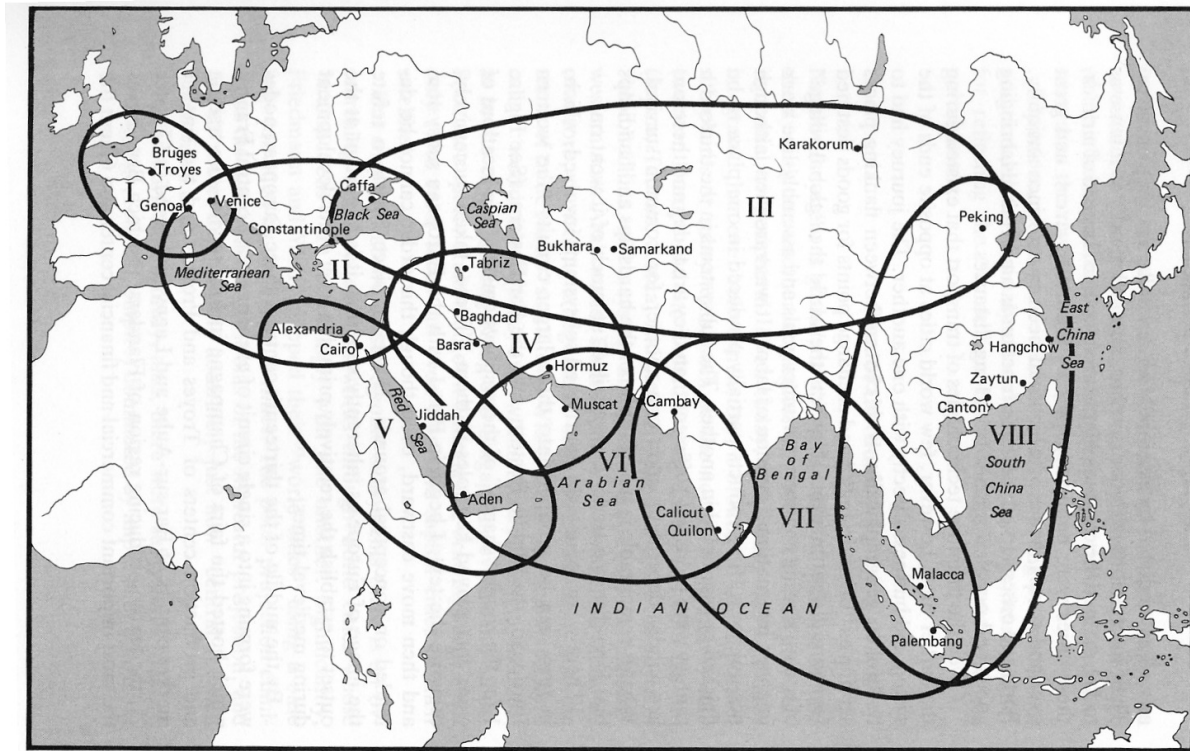 Bruges
Troyes
I
Genoa
Venice
Constantinople
Mediterranean
Sea
Caffa
Black Sea
II
Caspian
Sea
Karakorum
III
Peking
Bukhara
Samarkand
Tabriz
Baghdad
Basra
IV
Hormuz
Muscat
Alexandria
Cairo
Red
Sea
Jiddah
V
Aden
VI
Arabian
Sea
Cambay
Calicut
Quilon
Bay
of
Bengal
VII
East
China
Sea
Hangchow
Zaytun
Canton
VIII
South
China
Sea
Malacca
Palembang
INDIAN OCEAN